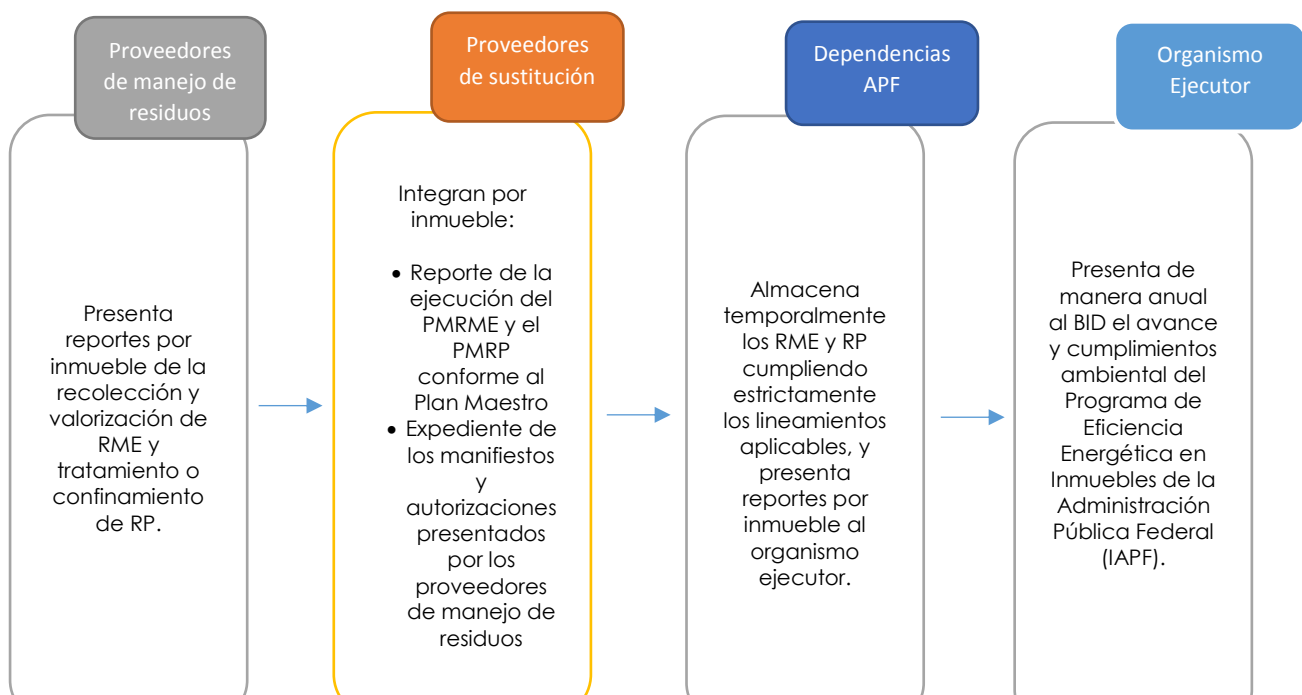 Proveedores
de manejo de
residuos
Presenta
reportes por
inmueble de la
recolección y
valorización de
RME y
tratamiento o
confinamiento
de RP.
Proveedores
de sustitución
Integran por
inmueble:
• Reporte de la
ejecución del
PMRME y el
PMRP
conforme al
Plan Maestro
• Expediente de
los manifiestos
y
autorizaciones
presentados
por los
proveedores
de manejo de
residuos
Dependencias
APF
Almacena
temporalmente
los RME y RP
cumpliendo
estrictamente
los lineamientos
aplicables, y
presenta
reportes por
inmueble al
organismo
ejecutor.
Organismo
Ejecutor
Presenta de
manera anual
al BID el avance
y cumplimientos
ambiental del
Programa de
Eficiencia
Energética en
Inmuebles de la
Administración
Pública Federal
(IAPF).